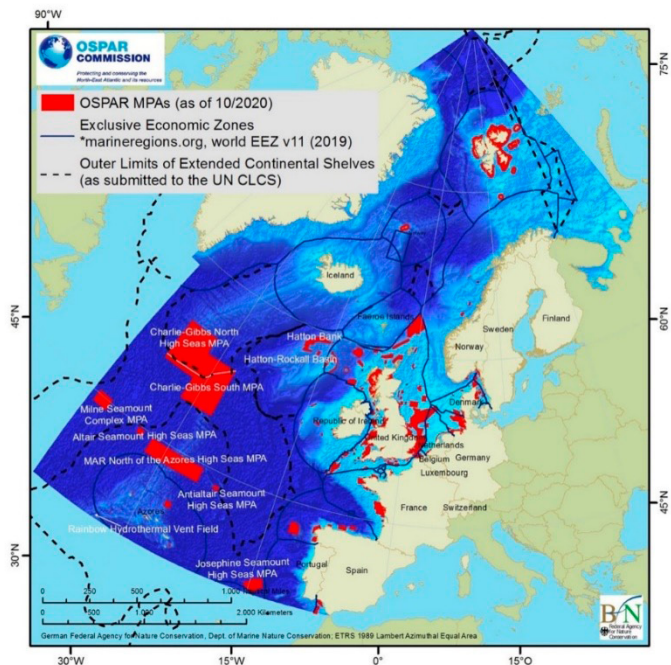 90°W
75°N
OSPAR
COMMISSION
Protecting and conserving the
North-East Atlantic and its resources
OSPAR MPAs (as of 10/2020)
Exclusive Economic Zones
*marineregions.org, world EEZ v11 (2019)
Outer Limits of Extended Continental Shelves
(as submitted to the UN CLCS)
Iceland
45°N
60°N
Faeroe Islands
Charlie-Gibbs North
High Seas MPA
Hatton Bank
Sweden
Finland
Norway
Hatton-Rockall Basin
Charlie-Gibbs South MPA
Milne Seamount
Complex MPA
Denmark
Altair Seamount High Seas MPA
Republic of Ireland
United Kingdom
Netherlands
MAR North of the Azores High Seas MPA
Belgium
Germany
Luxembourg
Antialtair Seamount
High Seas MPA
Azores
France
Switzerland
45°N
Rainbow Hydrothermal Vent Field
30°N
Josephine Seamount
High Seas MPA
Portugal
Spain
0 250 500 1.000 Nautical Miles
0 500 1.000 2.000 Kilometers
BfN
Federal Agency
for Nature
Conservation
German Federal Agency for Nature Conservation, Dept. of Marine Nature Conservation; ETRS 1989 Lambert Azimuthal Equal Area
30°W
15°W
0°
15°E